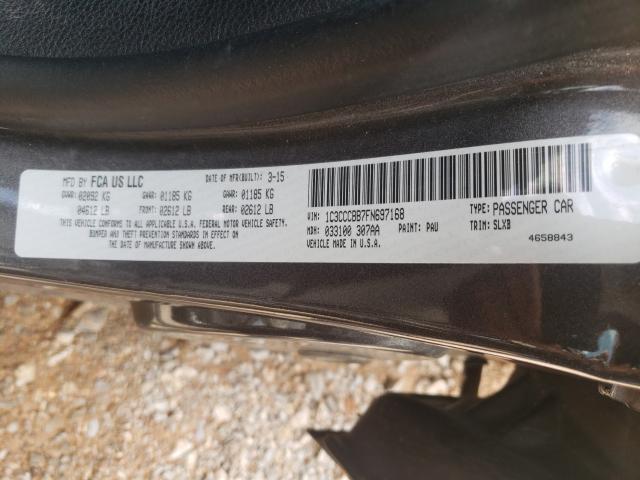 MFD BY FCA US LLC DATE OF MFR(BUILT): 3-15
GVWR: 02092 KG GAWR: 01185 KG GAWR: 01185 KG
04612 LB FRONT: 02612 LB REAR: 02612 LB
THIS VEHICLE CONFORMS TO ALL APPLICABLE U.S.A. FEDERAL MOTOR VEHICLE SAFETY,
BUMPER AND THEFT PREVENTION STANDARDS IN EFFECT ON
THE DATE OF MANUFACTURE SHOWN ABOVE.
VIN: 1C3CCCBB7FN697168 TYPE: PASSENGER CAR
MDH: 033100 307AA PAINT: PAU TRIM: SLXB
VEHICLE MADE IN U.S.A. 4658843